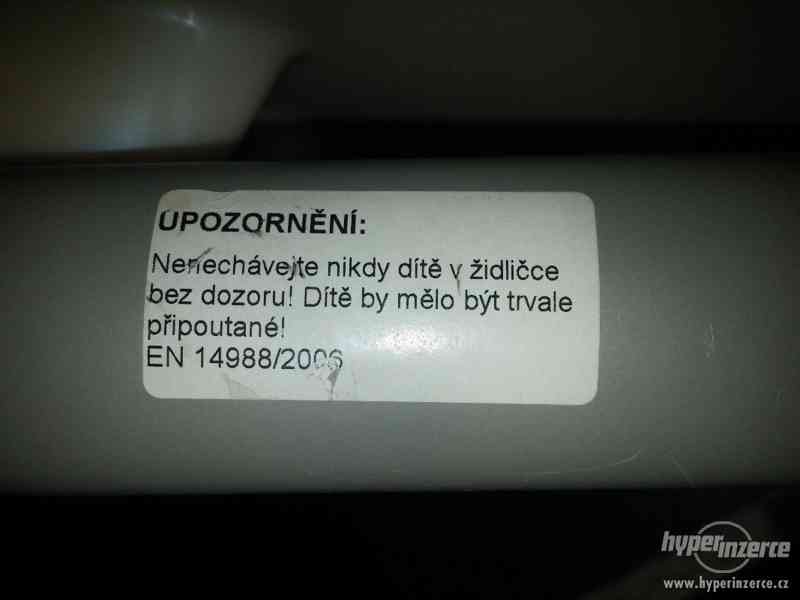 UPOZORNĚNÍ:
Nenechávejte nikdy dítě v židličce
bez dozoru! Dítě by mělo být trvale
připoutané!
EN 14988/2006
hyperinzerce
www.hyperinzerce.cz